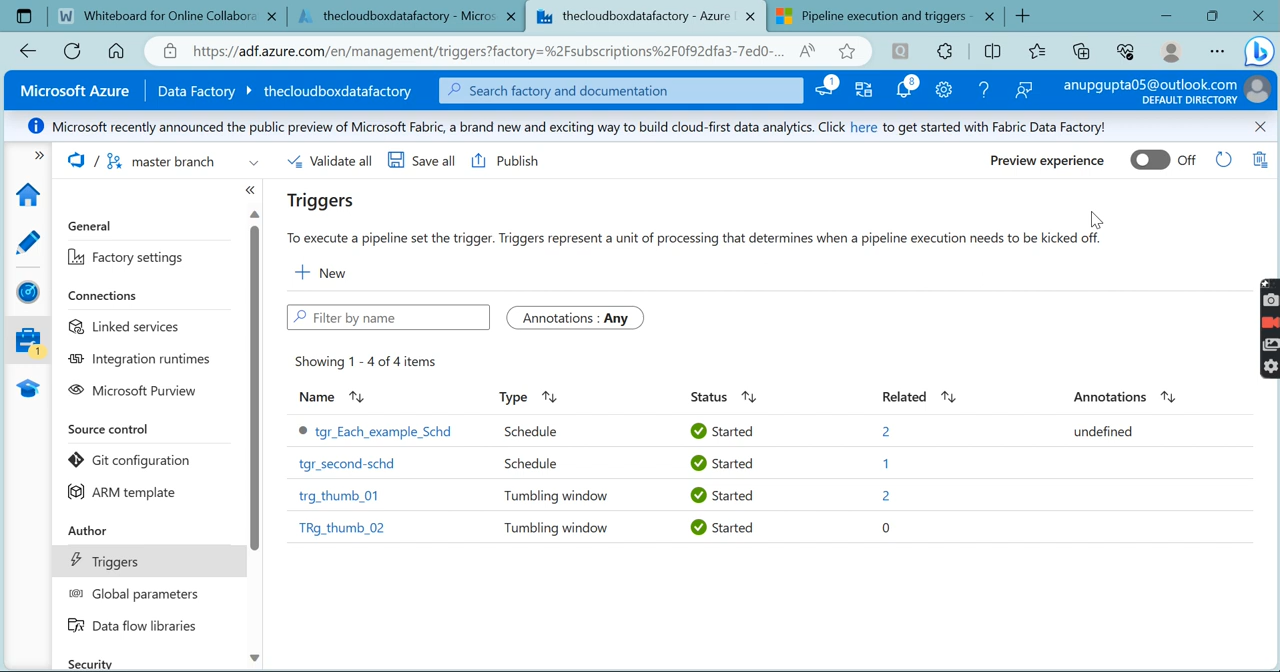 Whiteboard for Online Collabora
thecloudboxdatafactory - Micros
thecloudboxdatafactory - Azure
Pipeline execution and triggers -
https://adf.azure.com/en/management/triggers?factory=%2Fsubscriptions%2F0f92dfa3-7ed0-...
Microsoft Azure
Data Factory
thecloudboxdatafactory
Search factory and documentation
1
8
anupgupta05@outlook.com
DEFAULT DIRECTORY
Microsoft recently announced the public preview of Microsoft Fabric, a brand new and exciting way to build cloud-first data analytics. Click here to get started with Fabric Data Factory!
/ master branch
Validate all
Save all
Publish
Preview experience
Off
1
General
Factory settings
Connections
Linked services
Integration runtimes
Microsoft Purview
Source control
Git configuration
ARM template
Author
Triggers
Global parameters
Data flow libraries
Security
Triggers
To execute a pipeline set the trigger. Triggers represent a unit of processing that determines when a pipeline execution needs to be kicked off.
New
Filter by name
Annotations : Any
Showing 1 - 4 of 4 items
Name Type Status Related Annotations
tgr_Each_example_Schd Schedule Started 2 undefined
tgr_second-schd Schedule Started 1
trg_thumb_01 Tumbling window Started 2
TRg_thumb_02 Tumbling window Started 0